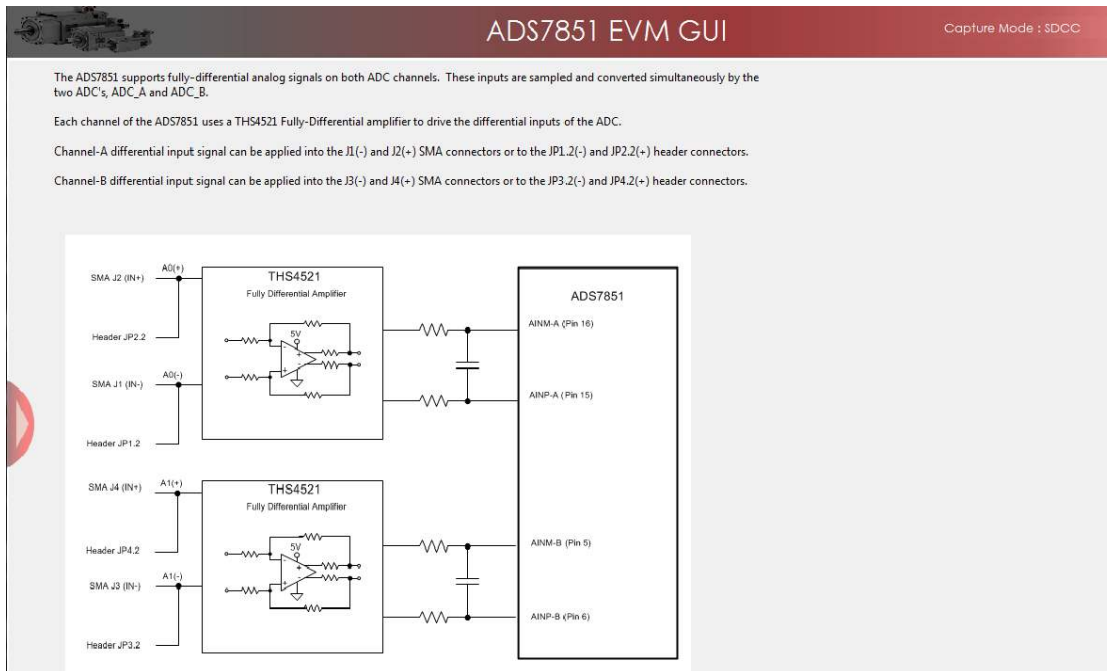 ADS7851 EVM GUI
Capture Mode : SDCC
The ADS7851 supports fully-differential analog signals on both ADC channels. These inputs are sampled and converted simultaneously by the
two ADC's, ADC_A and ADC_B.
Each channel of the ADS7851 uses a THS4521 Fully-Differential amplifier to drive the differential inputs of the ADC.
Channel-A differential input signal can be applied into the J1(-) and J2(+) SMA connectors or to the JP1.2(-) and JP2.2(+) header connectors.
Channel-B differential input signal can be applied into the J3(-) and J4(+) SMA connectors or to the JP3.2(-) and JP4.2(+) header connectors.
SMA J2 (IN+)
A0(+)
Header JP2.2
SMA J1 (IN-)
A0(-)
Header JP1.2
THS4521
Fully Differential Amplifier
5V
-
+
+
-
ADS7851
AINM-A (Pin 16)
AINP-A (Pin 15)
SMA J4 (IN+)
A1(+)
Header JP4.2
SMA J3 (IN-)
A1(-)
Header JP3.2
THS4521
Fully Differential Amplifier
5V
-
+
+
-
AINM-B (Pin 5)
AINP-B (Pin 6)